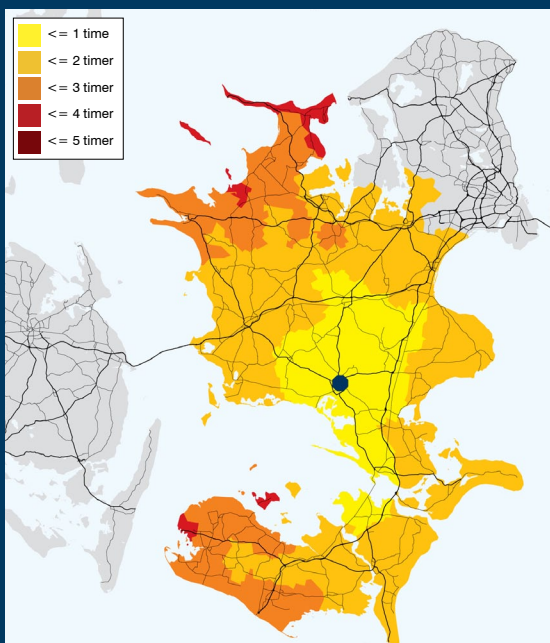 <= 1 time
<= 2 timer
<= 3 timer
<= 4 timer
<= 5 timer